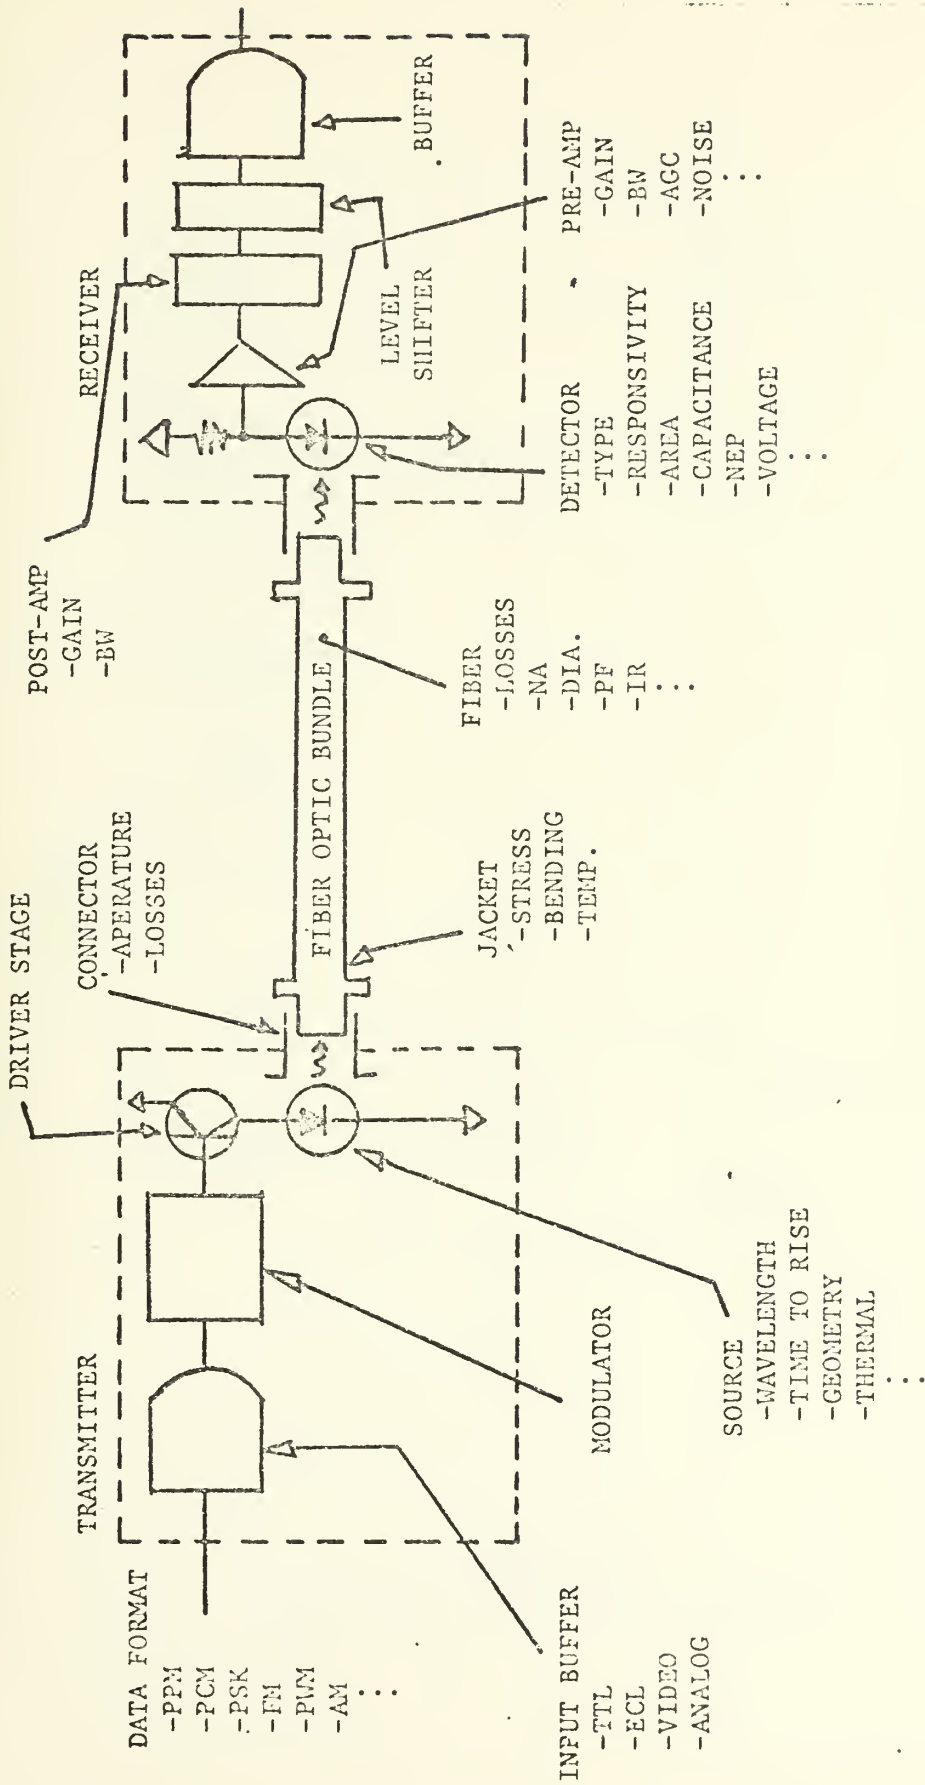 DATA FORMAT
-PPM
-PCM
-PSK
-FM
-PWM
-AM
⋮
TRANSMITTER
DRIVER STAGE
CONNECTOR
-APERATURE
-LOSSES
POST-AMP
-GAIN
-BW
RECEIVER
FIBER OPTIC BUNDLE
INPUT BUFFER
-TTL
-ECL
-VIDEO
-ANALOG
MODULATOR
SOURCE
-WAVELENGTH
-TIME TO RISE
-GEOMETRY
-THERMAL
⋮
JACKET
-STRESS
-BENDING
-TEMP.
FIBER
-LOSSES
-NA
-DIA.
-PF
-IR
⋮
LEVEL
SHIFTER
BUFFER
DETECTOR
-TYPE
-RESPONSIVITY
-AREA
-CAPACITANCE
-NEP
-VOLTAGE
⋮
PRE-AMP
-GAIN
-BW
-AGC
-NOISE
⋮